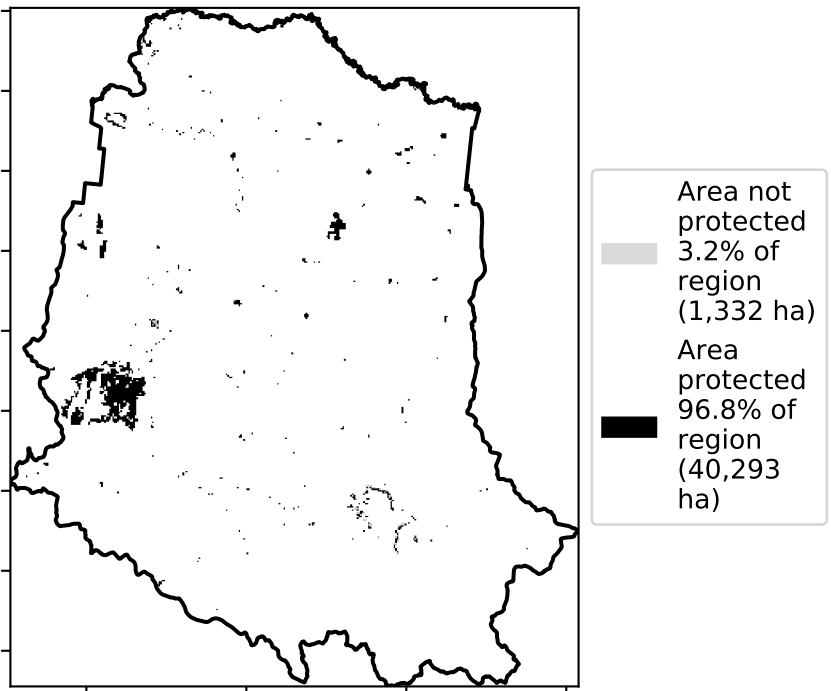 Area not
protected
3.2% of
region
(1,332 ha)
Area
protected
96.8% of
region
(40,293
ha)